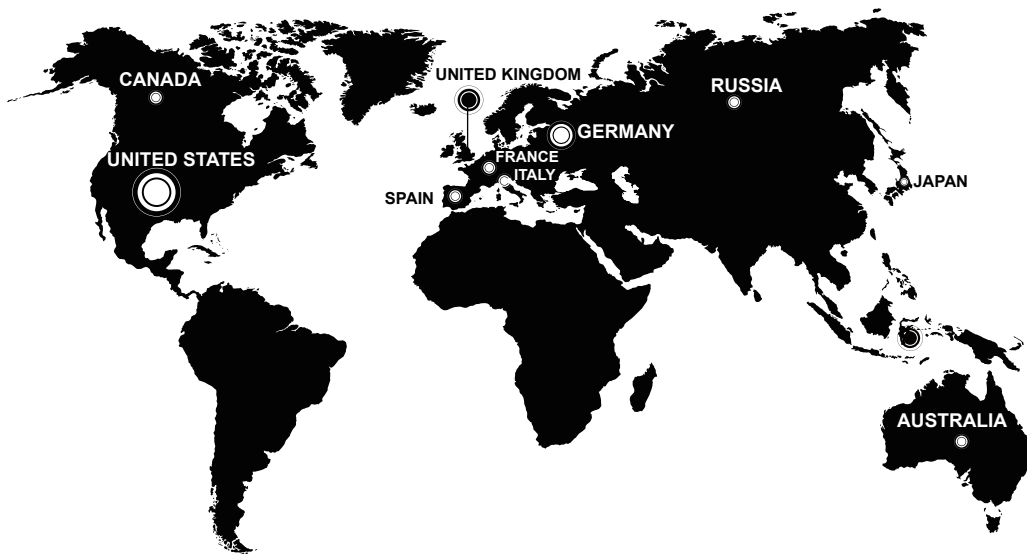 CANADA
UNITED KINGDOM
RUSSIA
GERMANY
UNITED STATES
FRANCE
ITALY
JAPAN
SPAIN
AUSTRALIA